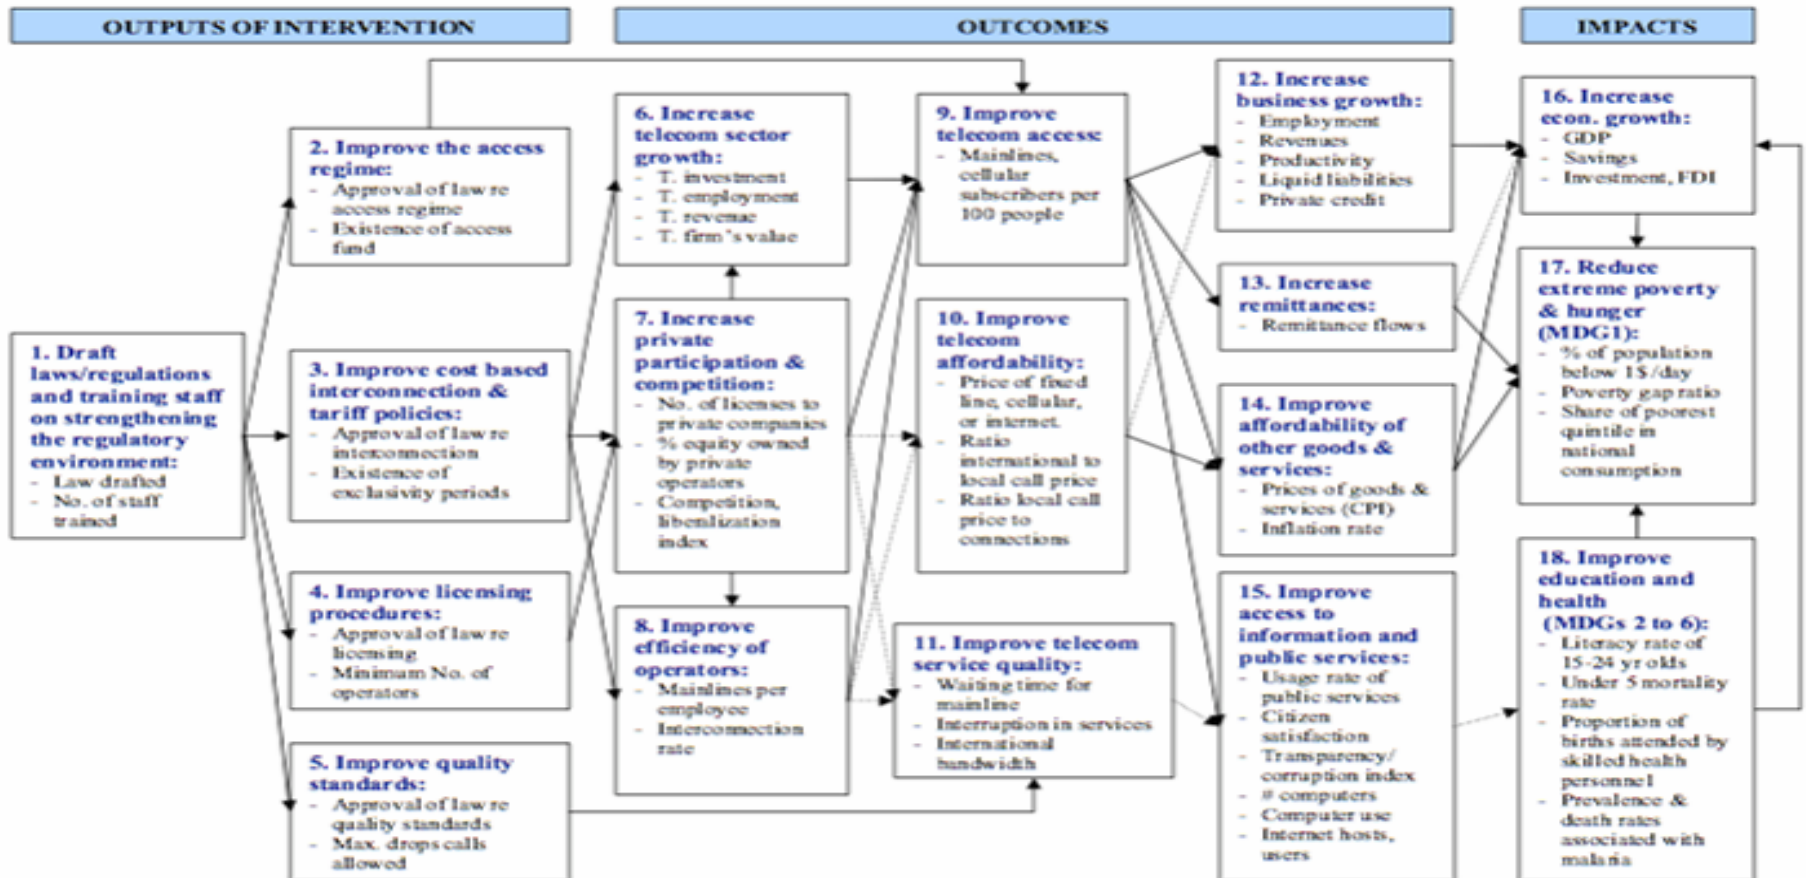 OUTPUTS OF INTERVENTION
OUTCOMES
IMPACTS
1. Draft
laws/regulations
and training staff
on strengthening
the regulatory
environment:
- Law drafted
- No. of staff
trained
2. Improve the access
regime:
- Approval of law re
access regime
- Existence of access
fund
3. Improve cost based
interconnection &
tariff policies:
- Approval of law re
interconnection
- Existence of
exclusivity periods
4. Improve licensing
procedures:
- Approval of law re
licensing
- Minimum No. of
operators
5. Improve quality
standards:
- Approval of law re
quality standards
- Max. drops calls
allowed
6. Increase
telecom sector
growth:
- T. investment
- T. employment
- T. revenue
- T. firm's value
7. Increase
private
participation &
competition:
- No. of licenses to
private companies
- % equity owned
by private
operators
- Competition,
liberalization
index
8. Improve
efficiency of
operators:
- Mainlines per
employee
- Interconnection
rate
9. Improve
telecom access:
- Mainlines,
cellular
subscribers per
100 people
10. Improve
telecom
affordability:
- Price of fixed
line, cellular,
or internet.
- Ratio
international to
local call price
- Ratio local call
price to
connections
11. Improve telecom
service quality:
- Waiting time for
mainline
- Interruption in services
- International
bandwidth
12. Increase
business growth:
- Employment
- Revenues
- Productivity
- Liquid liabilities
- Private credit
13. Increase
remittances:
- Remittance flows
14. Improve
affordability of
other goods &
services:
- Prices of goods &
services (CPI)
- Inflation rate
15. Improve
access to
information and
public services:
- Usage rate of
public services
- Citizen
satisfaction
- Transparency/
corruption index
- # computers
- Computer use
- Internet hosts,
users
16. Increase
econ. growth:
- GDP
- Savings
- Investment, FDI
17. Reduce
extreme poverty
& hunger
(MDG1):
- % of population
below 1$/day
- Poverty gap ratio
- Share of poorest
quintile in
national
consumption
18. Improve
education and
health
(MDGs 2 to 6):
- Literacy rate of
15-24 yr olds
- Under 5 mortality
rate
- Proportion of
births attended by
skilled health
personnel
- Prevalence &
death rates
associated with
malaria